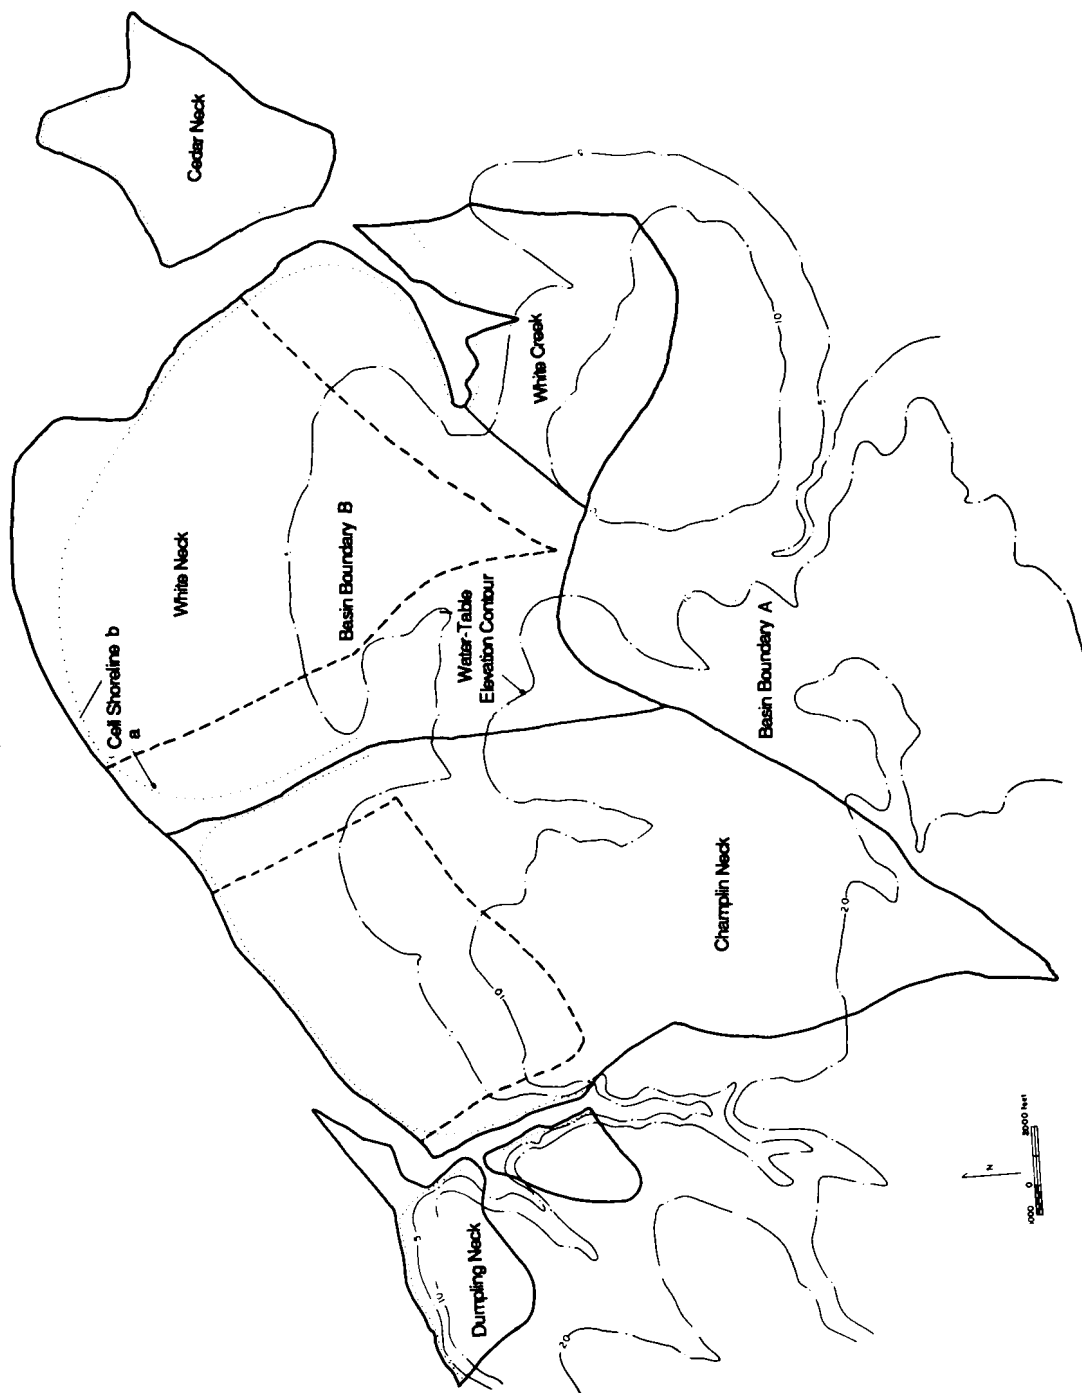 Cedar Neck
White Neck
Cell Shoreline b
a
Basin Boundary B
White Creek
Water-Table
Elevation Contour
Basin Boundary A
Champlin Neck
Dumpling Neck
5
10
5
10
20
5
10
20
N
1000 0 2000 Feet